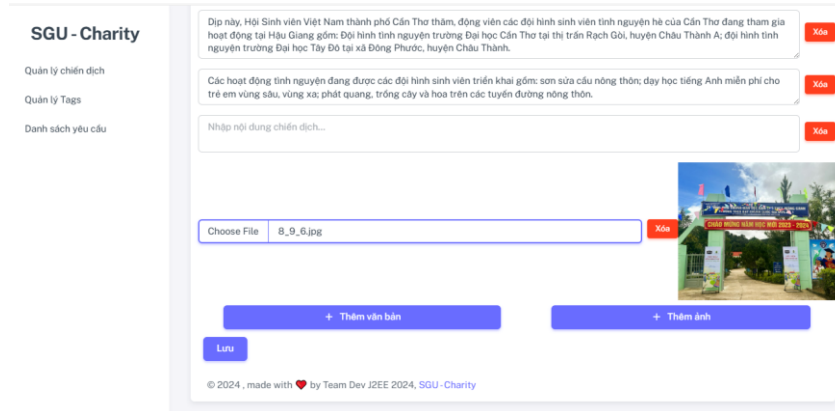 SGU - Charity
Quản lý chiến dịch
Quản lý Tags
Danh sách yêu cầu
Dịp này, Hội Sinh viên Việt Nam thành phố Cần Thơ thăm, động viên các đội hình sinh viên tình nguyện hè của Cần Thơ đang tham gia
hoạt động tại Hậu Giang gồm: Đội hình tình nguyện trường Đại học Cần Thơ tại thị trấn Rạch Gòi, huyện Châu Thành A; đội hình tình
nguyện trường Đại học Tây Đô tại xã Đông Phước, huyện Châu Thành.
Xóa
Các hoạt động tình nguyện đang được các đội hình sinh viên triển khai gồm: sơn sửa cầu nông thôn; dạy học tiếng Anh miễn phí cho
trẻ em vùng sâu, vùng xa; phát quang, trồng cây và hoa trên các tuyến đường nông thôn.
Xóa
Nhập nội dung chiến dịch...
Xóa
Choose File 8_9_6.jpg
Xóa
CHÀO MỪNG NĂM HỌC MỚI 2023 - 2024
+ Thêm văn bản
+ Thêm ảnh
Lưu
© 2024 , made with ❤️ by Team Dev J2EE 2024, SGU-Charity